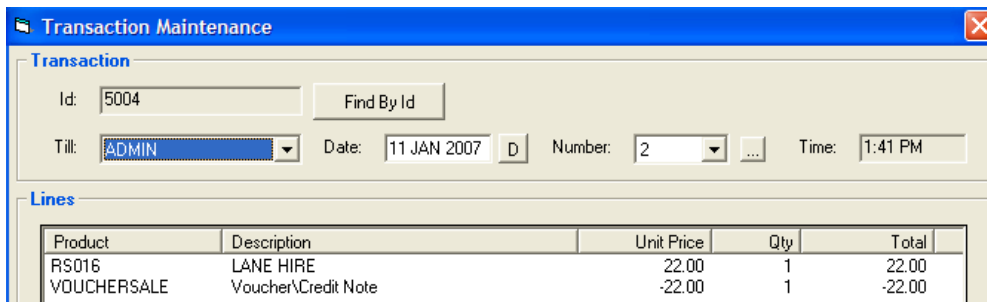 Transaction Maintenance
Transaction
Id: 5004 Find By Id
Till: ADMIN Date: 11 JAN 2007 D Number: 2 ... Time: 1:41 PM
Lines
Product Description Unit Price Qty Total
RS016 LANE HIRE 22.00 1 22.00
VOUCHERSALE Voucher\Credit Note -22.00 1 -22.00